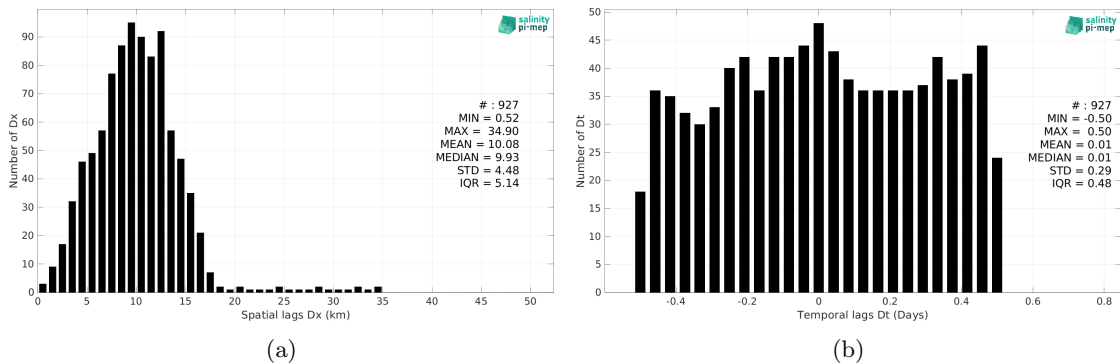 90
80
70
60
50
40
30
20
10
0
Number of Dx
salinity
pi-mep
# : 927
MIN = 0.52
MAX = 34.90
MEAN = 10.08
MEDIAN = 9.93
STD = 4.48
IQR = 5.14
0 5 10 15 20 25 30 35 40 45 50
Spatial lags Dx (km)
(a)
50
45
40
35
30
25
20
15
10
5
0
Number of Dt
salinity
pi-mep
# : 927
MIN = -0.50
MAX = 0.50
MEAN = 0.01
MEDIAN = 0.01
STD = 0.29
IQR = 0.48
-0.4 -0.2 0 0.2 0.4 0.6 0.8
Temporal lags Dt (Days)
(b)